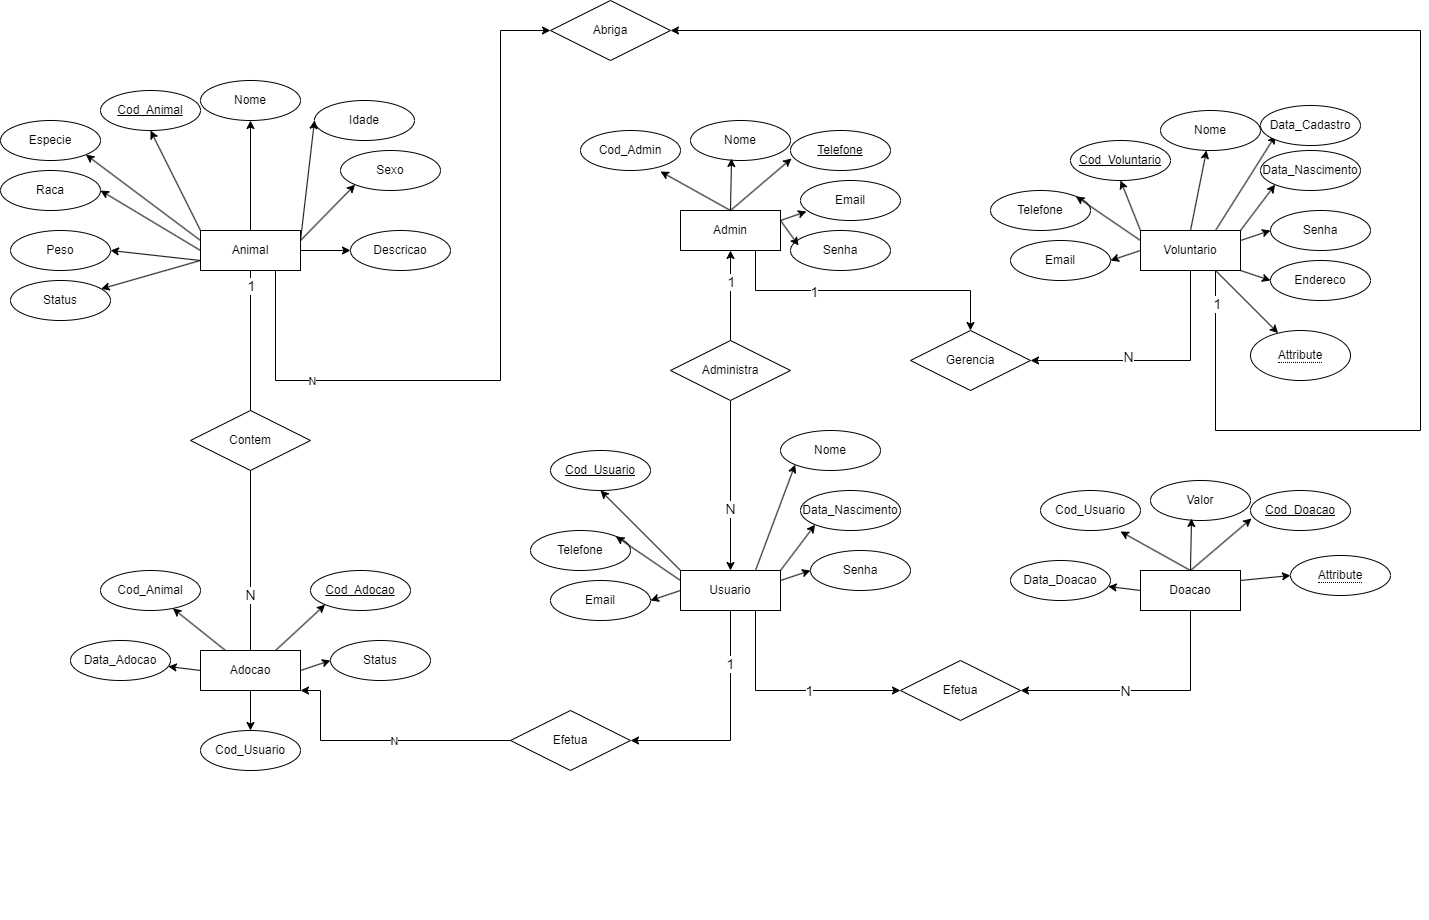 Abriga
Cod_Animal
Nome
Idade
Especie
Sexo
Raca
Peso
Animal
Descricao
Status
1
N
Contem
N
Cod_Admin
Nome
Telefone
Email
Admin
Senha
1
1
Administra
N
Gerencia
N
Nome
Data_Cadastro
Cod_Voluntario
Data_Nascimento
Telefone
Senha
Voluntario
Email
Endereco
1
Attribute
Nome
Cod_Usuario
Data_Nascimento
Telefone
Senha
Usuario
Email
1
1
Valor
Cod_Usuario
Cod_Doacao
Data_Doacao
Attribute
Doacao
Efetua
N
Cod_Animal
Cod_Adocao
Data_Adocao
Adocao
Status
Cod_Usuario
N
Efetua